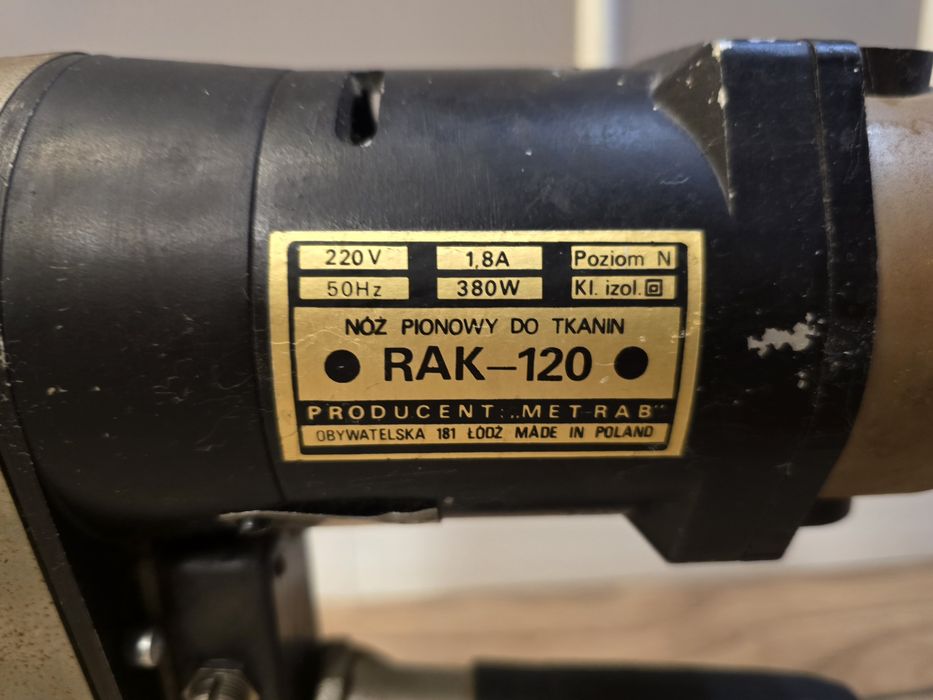 220V 1,8A Poziom N
50Hz 380W Kl. izol.
NÓŻ PIONOWY DO TKANIN
RAK–120
PRODUCENT: „MET-RAB"
OBYWATELSKA 181 ŁÓDŹ MADE IN POLAND